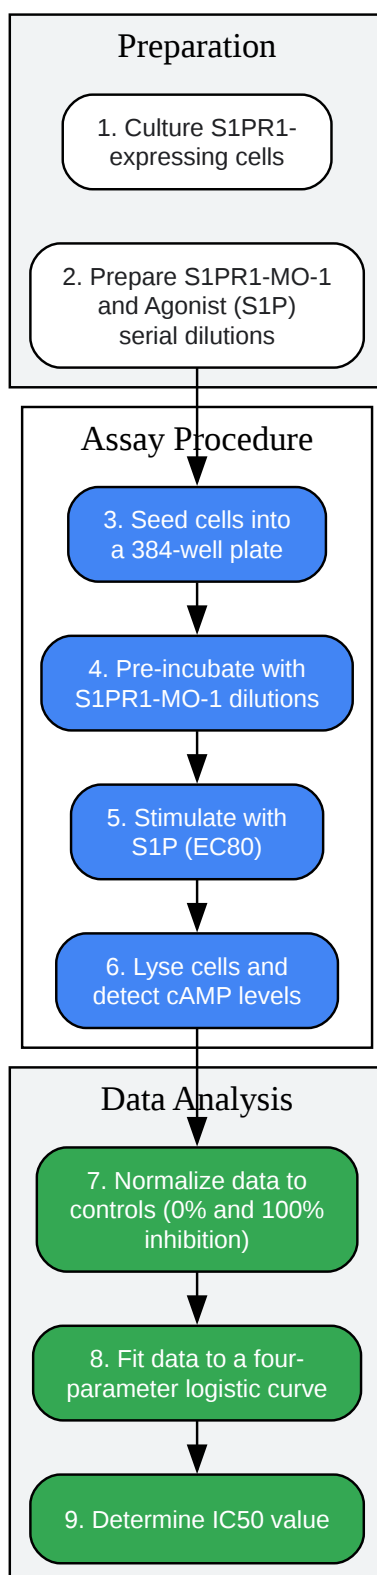 Preparation
1. Culture S1PR1-
expressing cells
2. Prepare S1PR1-MO-1
and Agonist (S1P)
serial dilutions
Assay Procedure
3. Seed cells into
a 384-well plate
4. Pre-incubate with
S1PR1-MO-1 dilutions
5. Stimulate with
S1P (EC80)
6. Lyse cells and
detect cAMP levels
Data Analysis
7. Normalize data to
controls (0% and 100%
inhibition)
8. Fit data to a four-
parameter logistic curve
9. Determine IC50 value